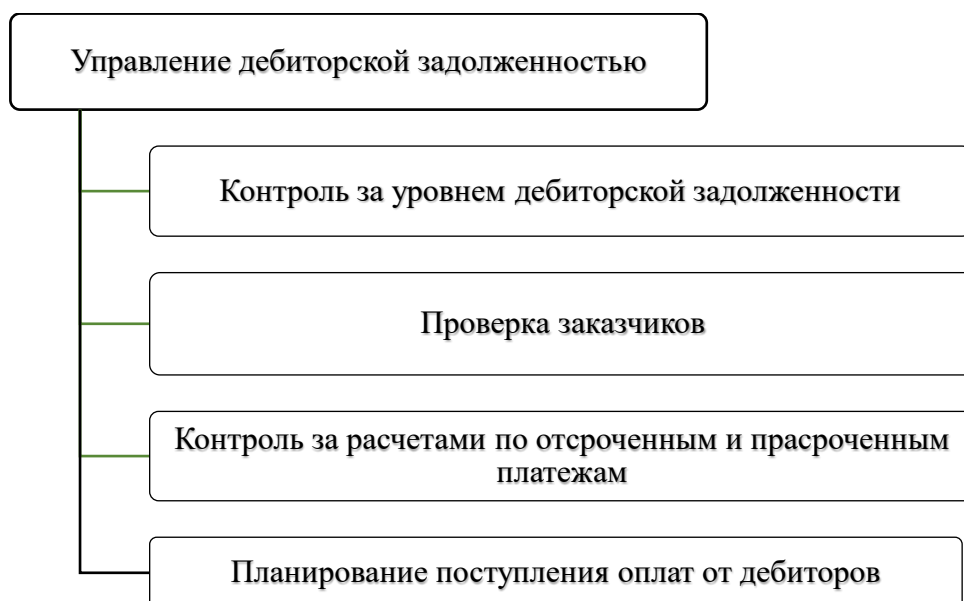 Управление дебиторской задолженностью
Контроль за уровнем дебиторской задолженности
Проверка заказчиков
Контроль за расчетами по отсроченным и прасроченным
платежам
Планирование поступления оплат от дебиторов